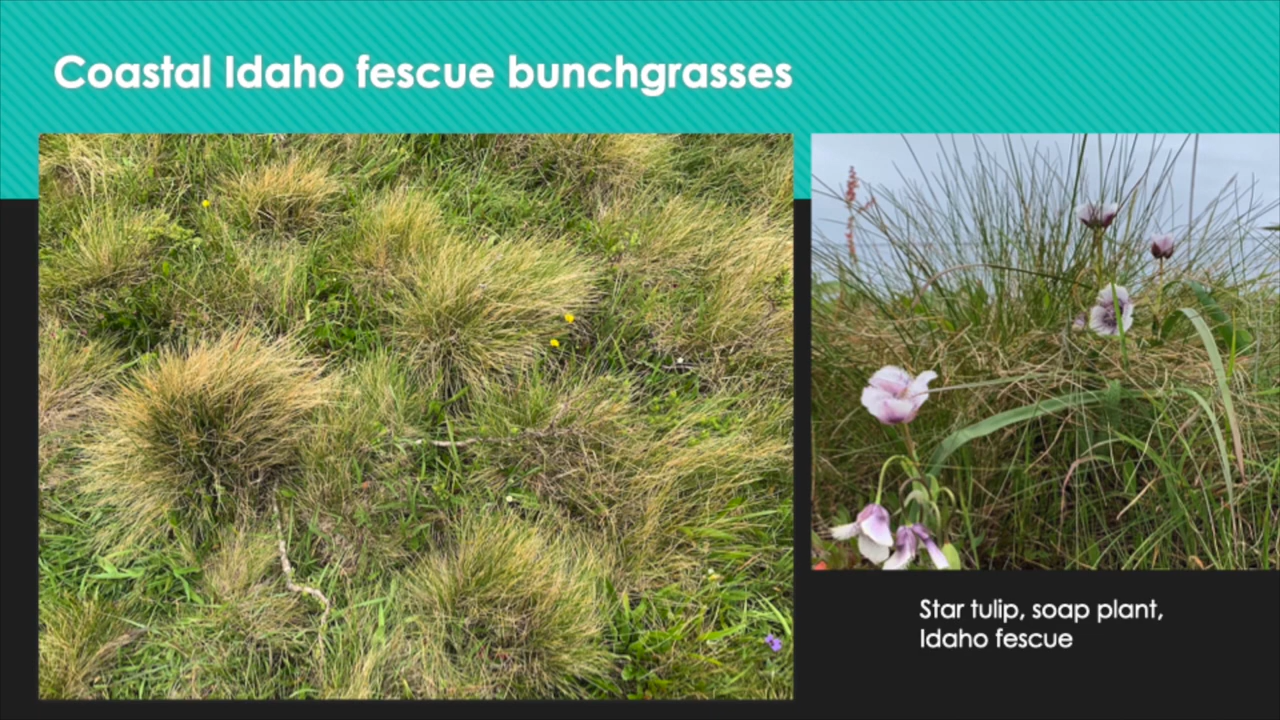 Coastal Idaho fescue bunchgrasses
Star tulip, soap plant,
Idaho fescue